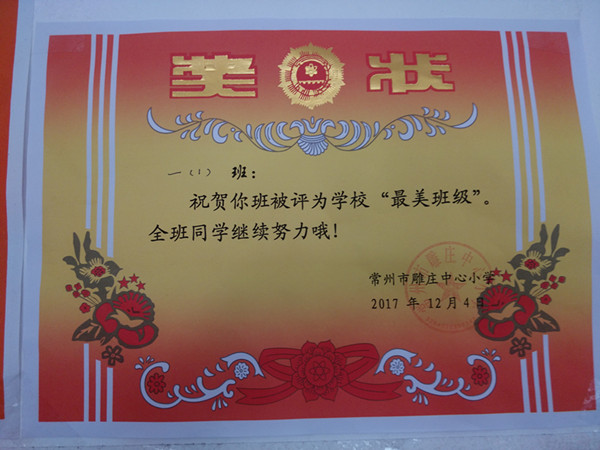 奖状
一(1) 班：
祝贺你班被评为学校“最美班级”。
全班同学继续努力哦！
常州市雕庄中心小学
2017 年 12 月 4 日